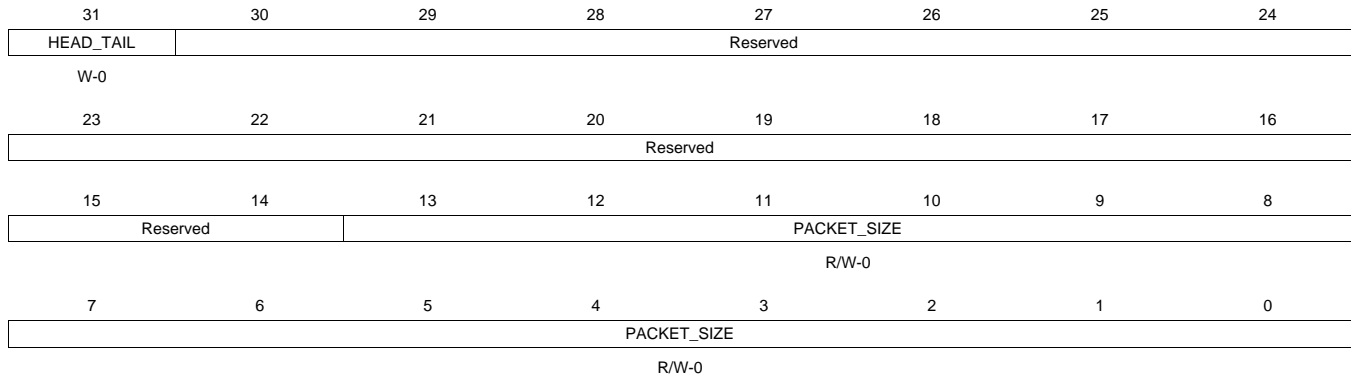 31 30 29 28 27 26 25 24
HEAD_TAIL Reserved
W-0
23 22 21 20 19 18 17 16
Reserved
15 14 13 12 11 10 9 8
Reserved PACKET_SIZE
R/W-0
7 6 5 4 3 2 1 0
PACKET_SIZE
R/W-0